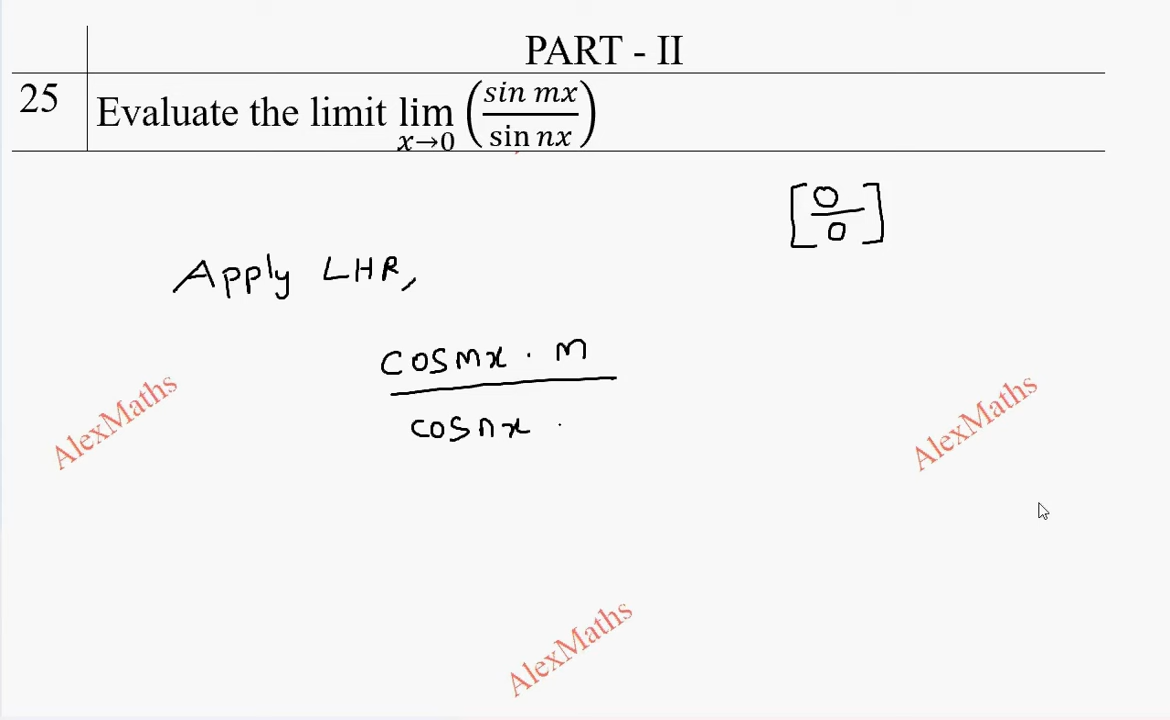 PART - II
25 Evaluate the limit lim x→0 (sin mx / sin nx)
[0/0]
Apply LHR,
cosmx · m
cosnx ·
AlexMaths
AlexMaths
AlexMaths